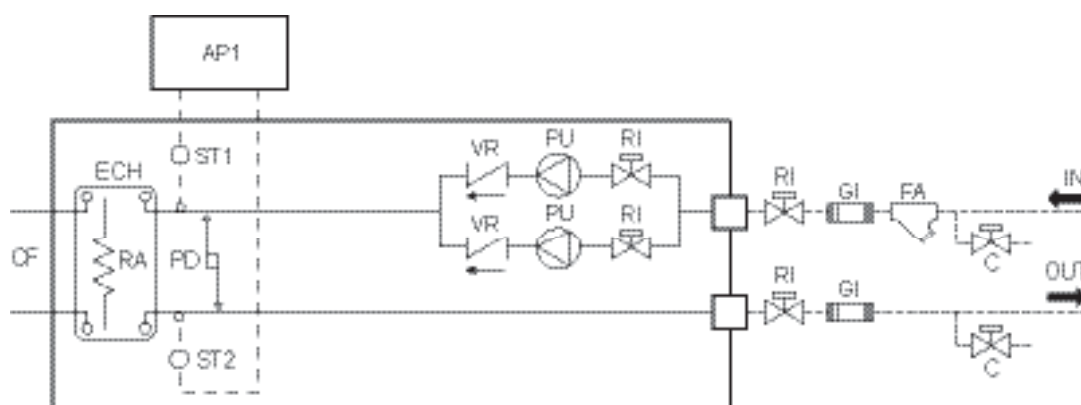 AP1
ST1
ECH
VR
PU
RI
RI
GI
FA
IN
VR
PU
RI
CF
RA
PD
C
OUT
RI
GI
ST2
C